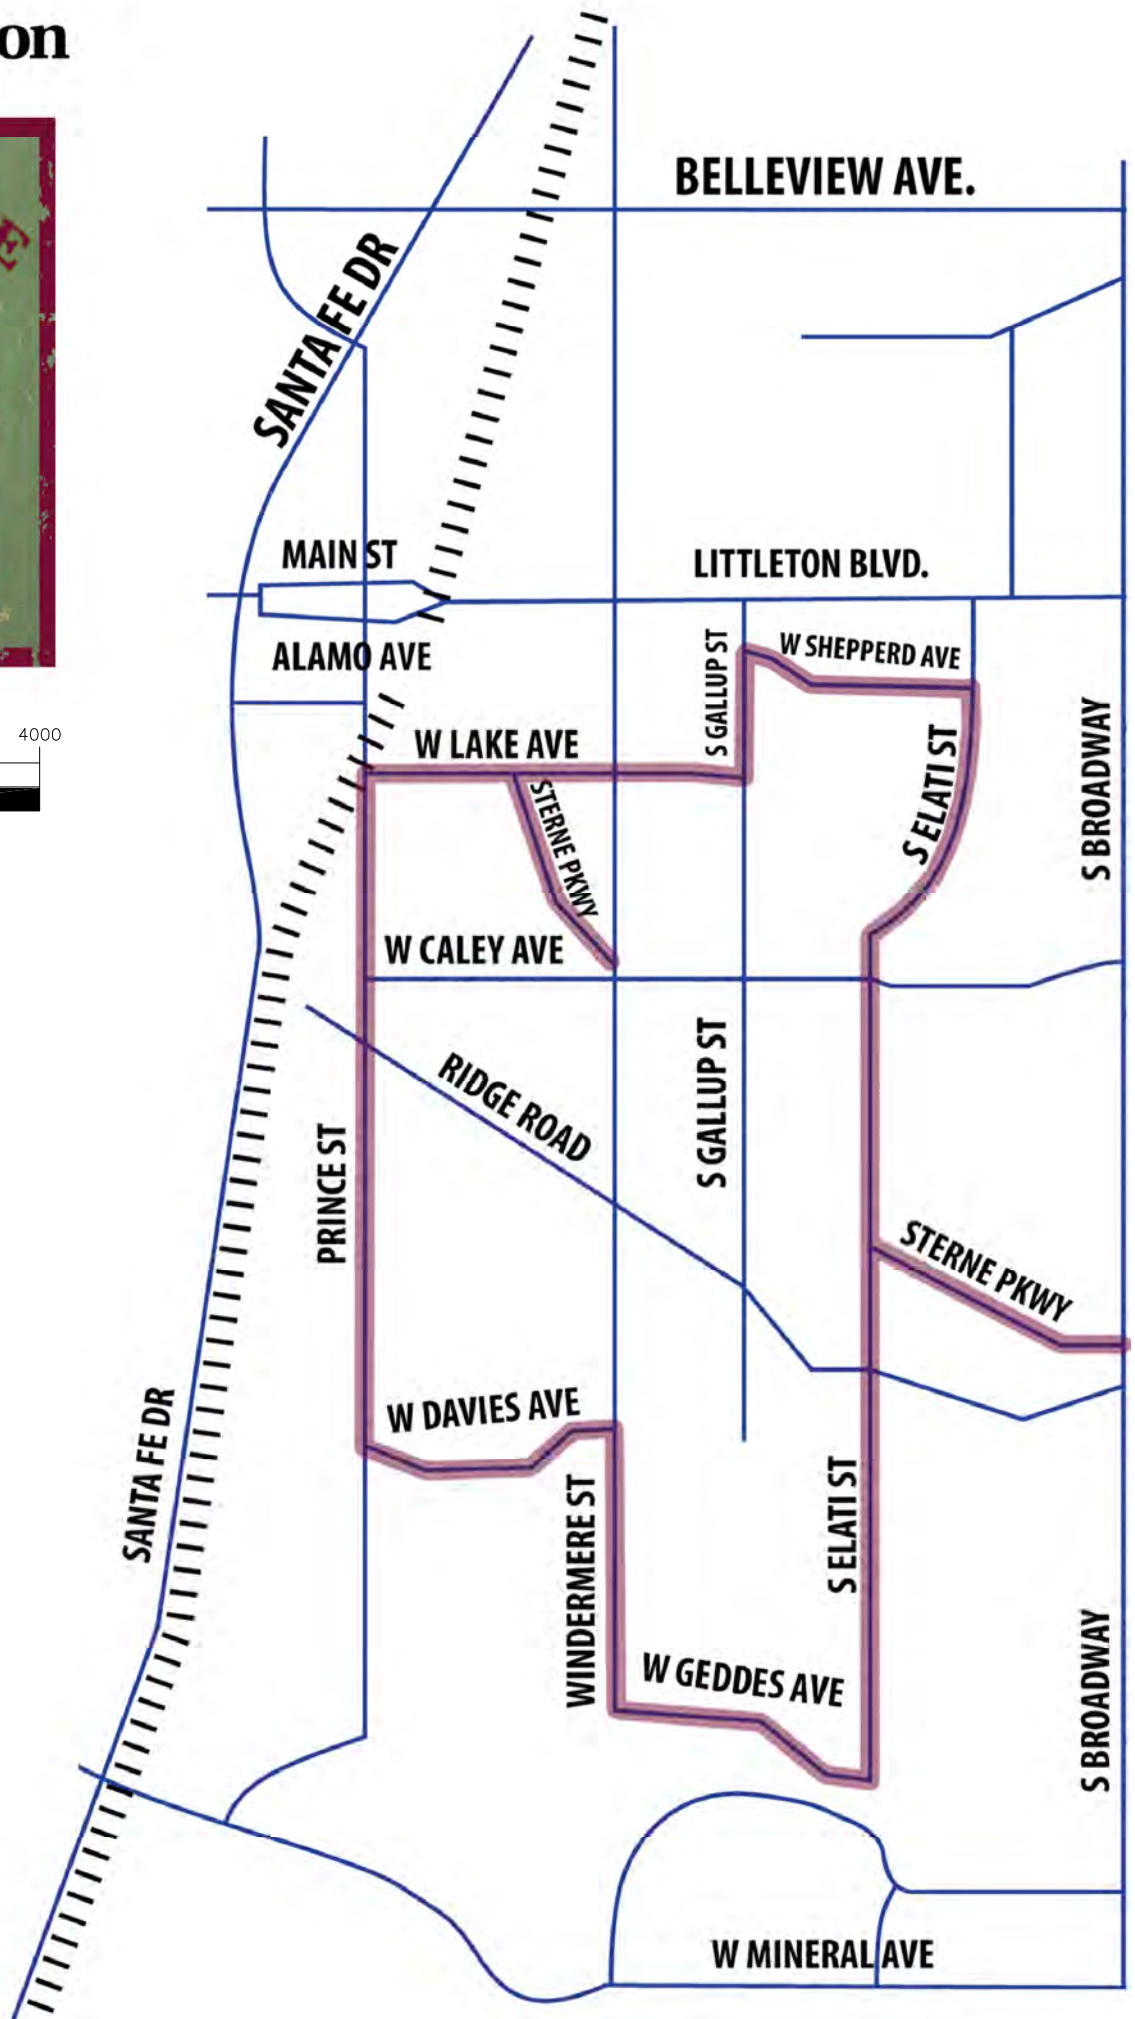 on
BELLEVIEW AVE.
SANTA FE DR
MAIN ST
LITTLETON BLVD.
ALAMO AVE
S GALLUP ST
W SHEPPERD AVE
4000
W LAKE AVE
S BROADWAY
S ELATI ST
STERNE PKWY
W CALEY AVE
S GALLUP ST
RIDGE ROAD
PRINCE ST
STERNE PKWY
W DAVIES AVE
SANTA FE DR
S ELATI ST
WINDERMERE ST
W GEDDES AVE
S BROADWAY
W MINERAL AVE